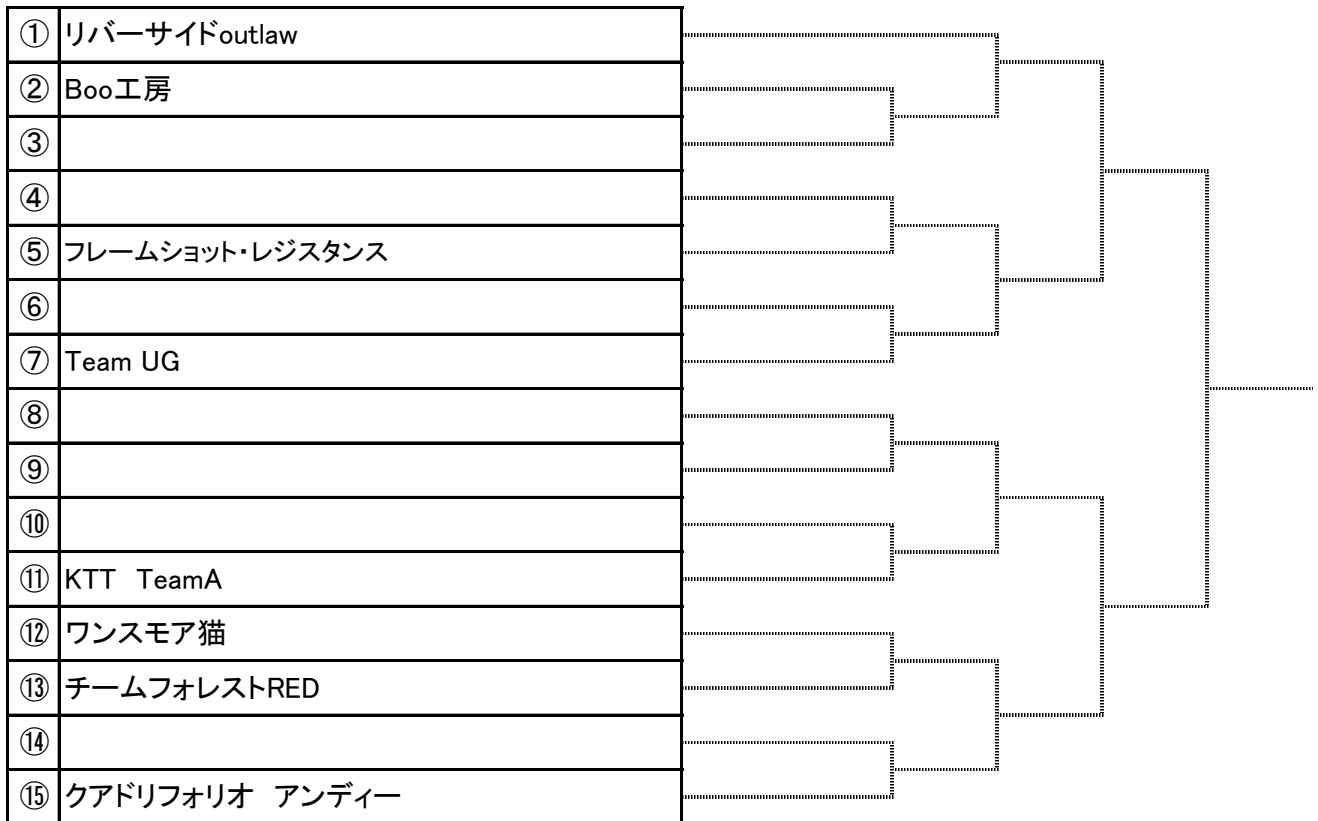 ① リバーサイドoutlaw
② Boo工房
③
④
⑤ フレームショット・レジスタンス
⑥
⑦ Team UG
⑧
⑨
⑩
⑪ KTT　TeamA
⑫ ワンスモア猫
⑬ チームフォレストRED
⑭
⑮ クアドリフォリオ　アンディー